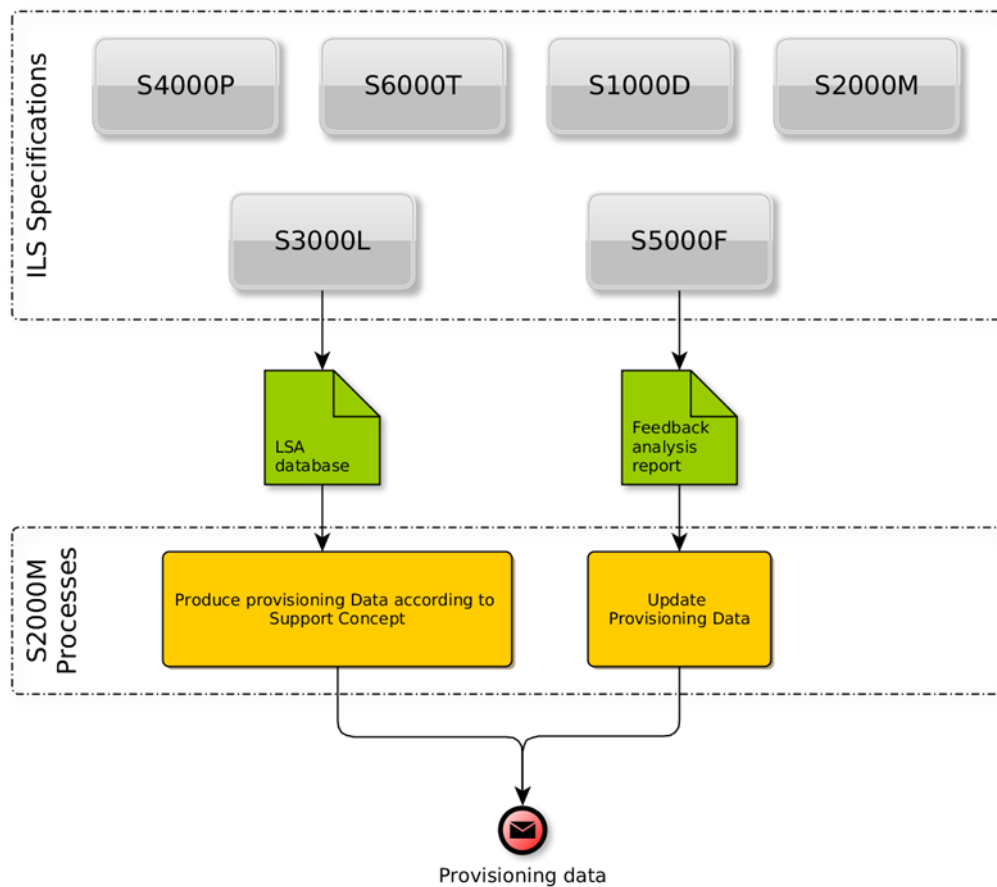 ILS Specifications
S4000P
S6000T
S1000D
S2000M
S3000L
S5000F
LSA
database
Feedback
analysis
report
S2000M
Processes
Produce provisioning Data according to
Support Concept
Update
Provisioning Data
Provisioning data